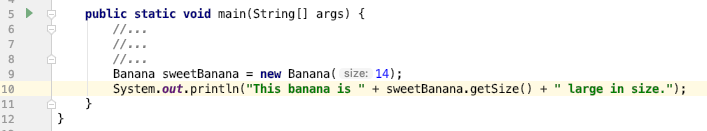 5 public static void main(String[] args) {
6 //...
7 //...
8 //...
9 Banana sweetBanana = new Banana( size: 14);
10 System.out.println("This banana is " + sweetBanana.getSize() + " large in size.");
11 }
12 }